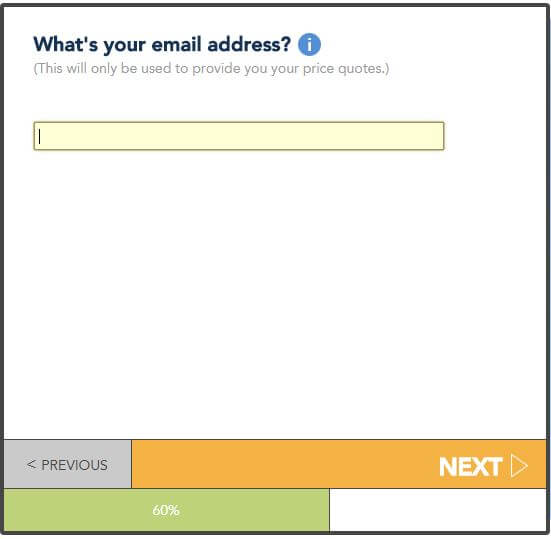 What's your email address? i
(This will only be used to provide you your price quotes.)
< PREVIOUS
NEXT
60%